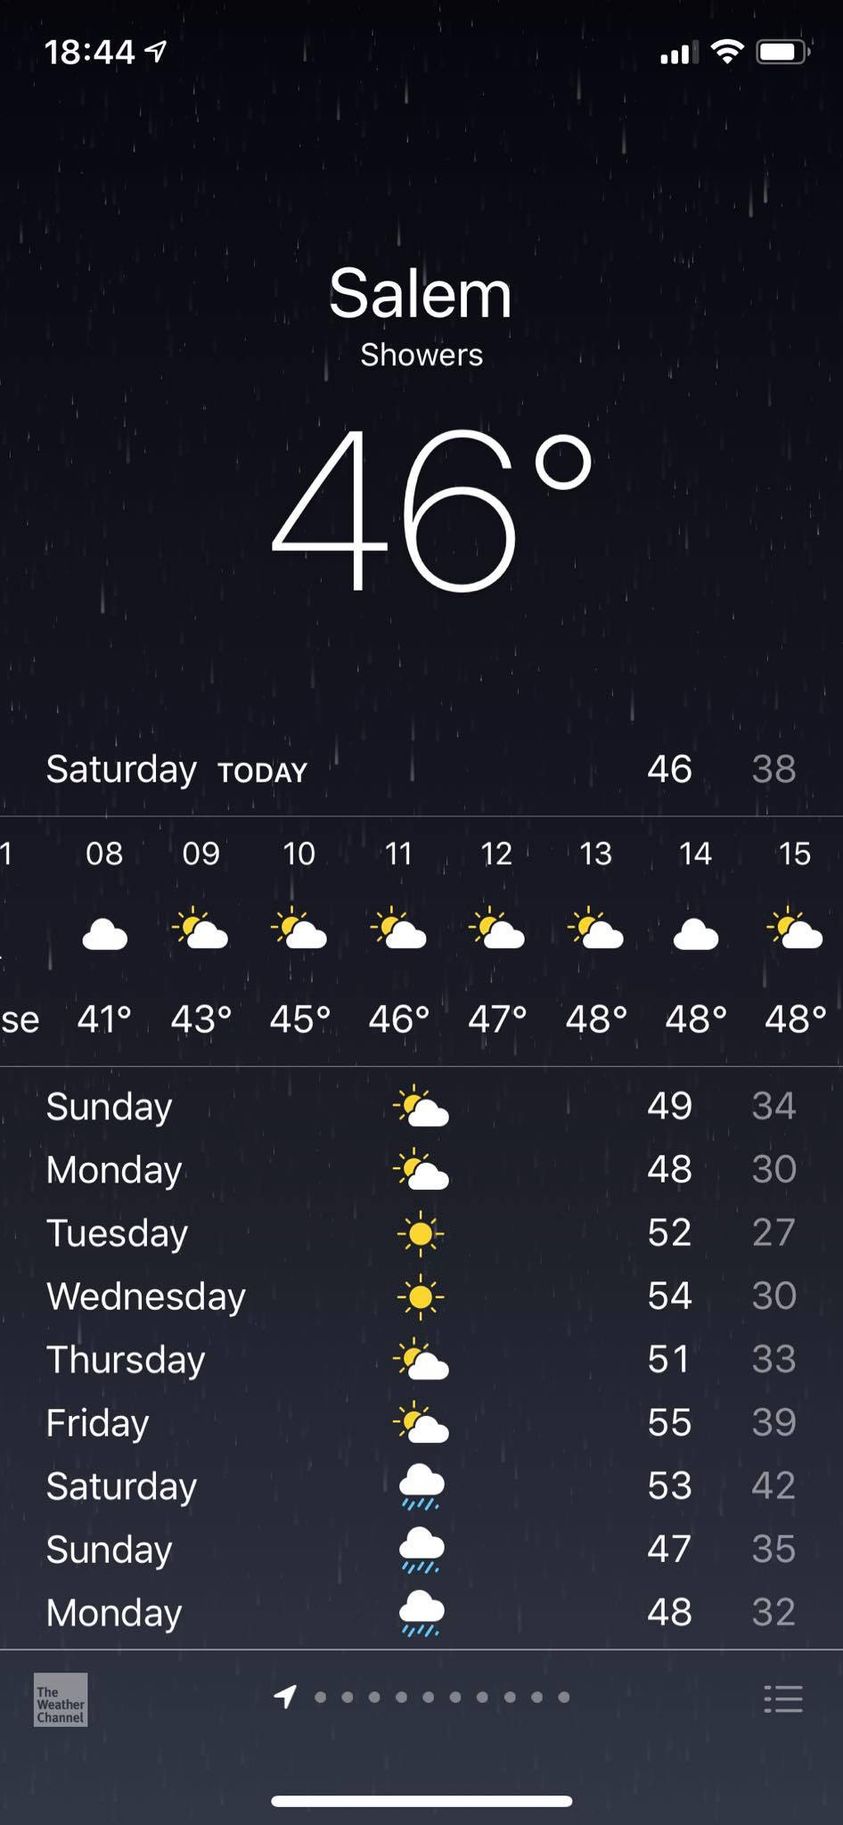 18:44
Salem
Showers
46°
Saturday TODAY 46 38
1 08 09 10 11 12 13 14 15
se 41° 43° 45° 46° 47° 48° 48° 48°
Sunday 49 34
Monday 48 30
Tuesday 52 27
Wednesday 54 30
Thursday 51 33
Friday 55 39
Saturday 53 42
Sunday 47 35
Monday 48 32
The
Weather
Channel